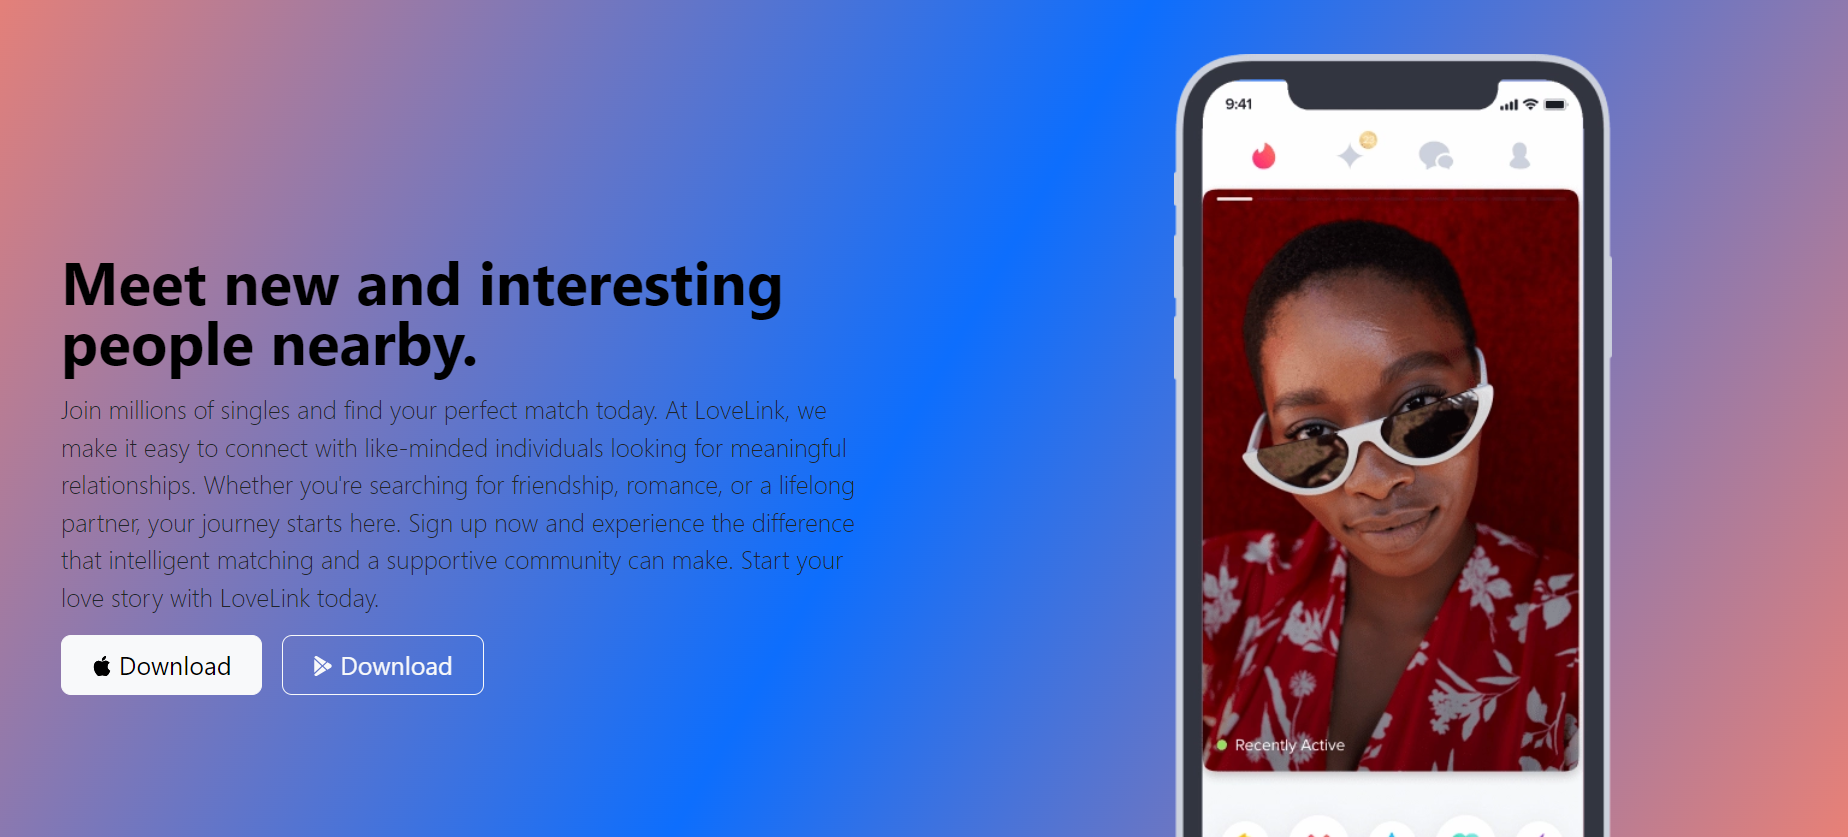 Meet new and interesting
people nearby.
Join millions of singles and find your perfect match today. At LoveLink, we
make it easy to connect with like-minded individuals looking for meaningful
relationships. Whether you're searching for friendship, romance, or a lifelong
partner, your journey starts here. Sign up now and experience the difference
that intelligent matching and a supportive community can make. Start your
love story with LoveLink today.
Download
Download
9:41
Recently Active